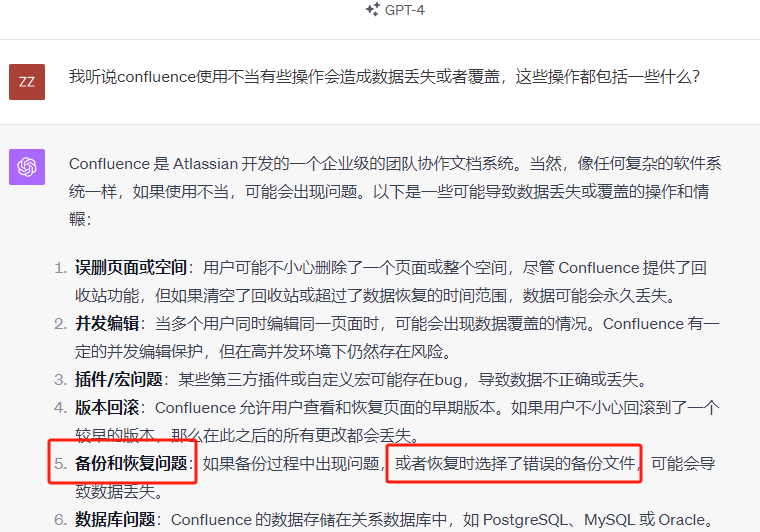 GPT-4
ZZ
我听说confluence使用不当有些操作会造成数据丢失或者覆盖，这些操作都包括一些什么？
Confluence 是 Atlassian 开发的一个企业级的团队协作文档系统。当然，像任何复杂的软件系
统一样，如果使用不当，可能会出现问题。以下是一些可能导致数据丢失或覆盖的操作和情
辗：
1. 误删页面或空间：用户可能不小心删除了一个页面或整个空间，尽管 Confluence 提供了回
收站功能，但如果清空了回收站或超过了数据恢复的时间范围，数据可能会永久丢失。
2. 并发编辑：当多个用户同时编辑同一页面时，可能会出现数据覆盖的情况。Confluence 有一
定的并发编辑保护，但在高并发环境下仍然存在风险。
3. 插件/宏问题：某些第三方插件或自定义宏可能存在bug，导致数据不正确或丢失。
4. 版本回滚：Confluence 允许用户查看和恢复页面的早期版本。如果用户不小心回滚到了一个
较早的版本，那么在此之后的所有更改都会丢失。
5. 备份和恢复问题：如果备份过程中出现问题，或者恢复时选择了错误的备份文件，可能会导
致数据丢失。
6. 数据库问题：Confluence 的数据存储在关系数据库中，如 PostgreSQL、MySQL 或 Oracle。